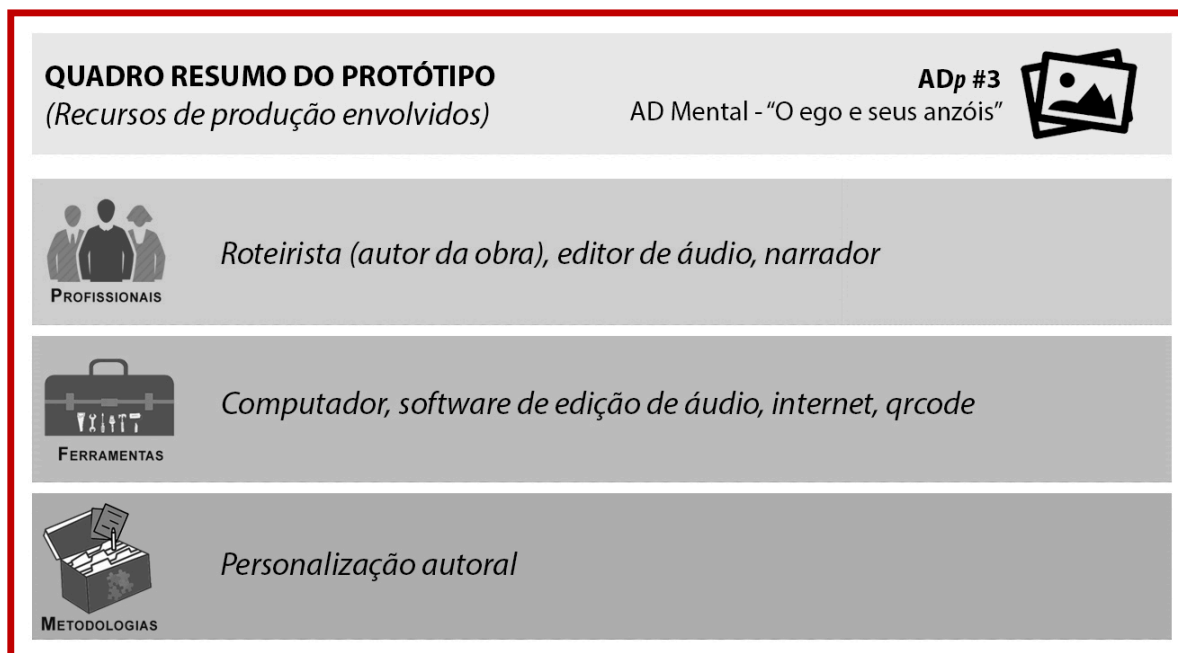 QUADRO RESUMO DO PROTÓTIPO
(Recursos de produção envolvidos)
ADp #3
AD Mental - “O ego e seus anzóis”
PROFISSIONAIS
Roteirista (autor da obra), editor de áudio, narrador
FERRAMENTAS
Computador, software de edição de áudio, internet, qrcode
METODOLOGIAS
Personalização autoral